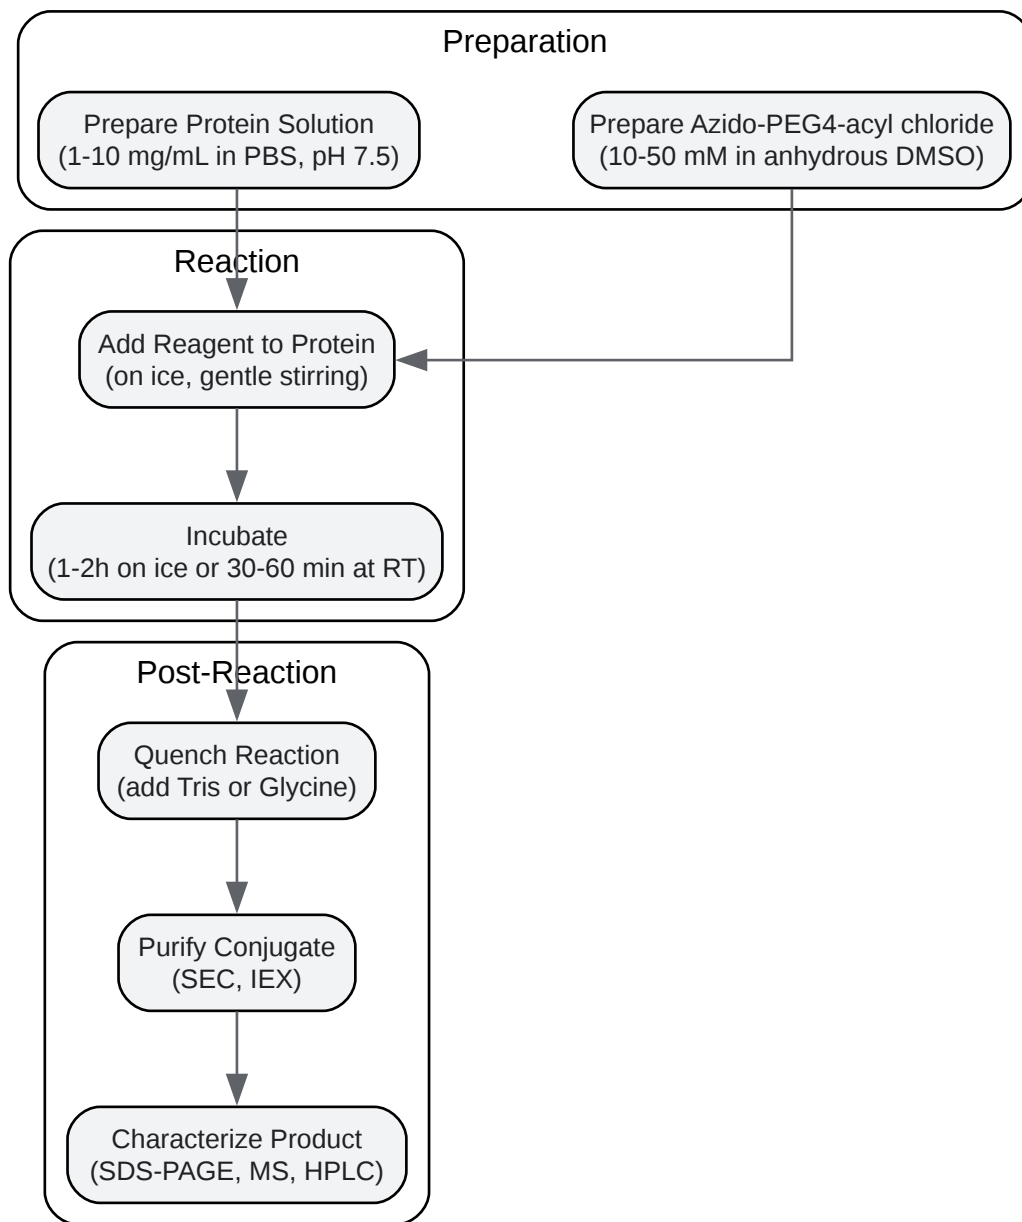 Preparation
Prepare Protein Solution
(1-10 mg/mL in PBS, pH 7.5)
Prepare Azido-PEG4-acyl chloride
(10-50 mM in anhydrous DMSO)
Reaction
Add Reagent to Protein
(on ice, gentle stirring)
Incubate
(1-2h on ice or 30-60 min at RT)
Post-Reaction
Quench Reaction
(add Tris or Glycine)
Purify Conjugate
(SEC, IEX)
Characterize Product
(SDS-PAGE, MS, HPLC)